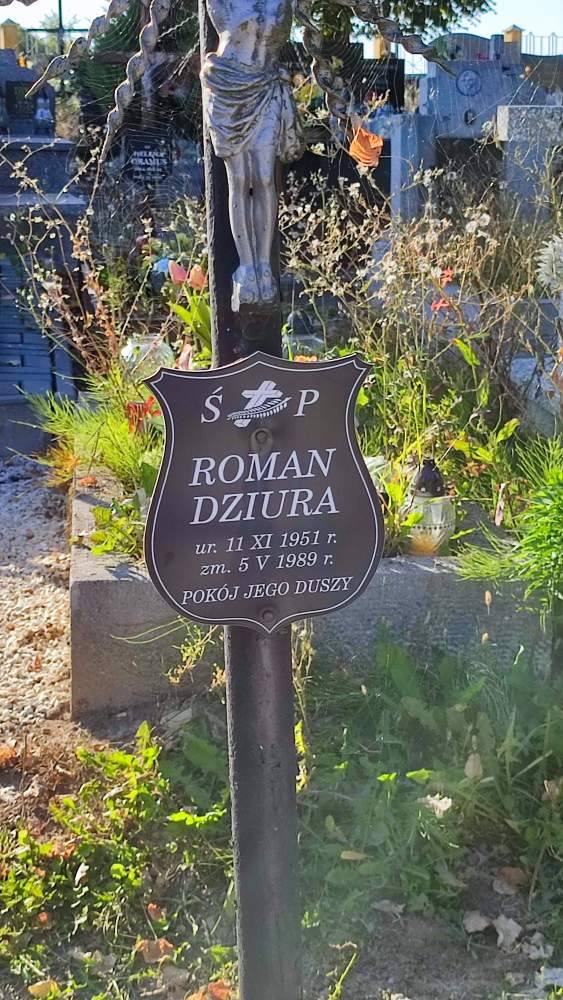 Ś P
ROMAN
DZIURA
ur. 11 XI 1951 r.
zm. 5 V 1989 r.
POKÓJ JEGO DUSZY